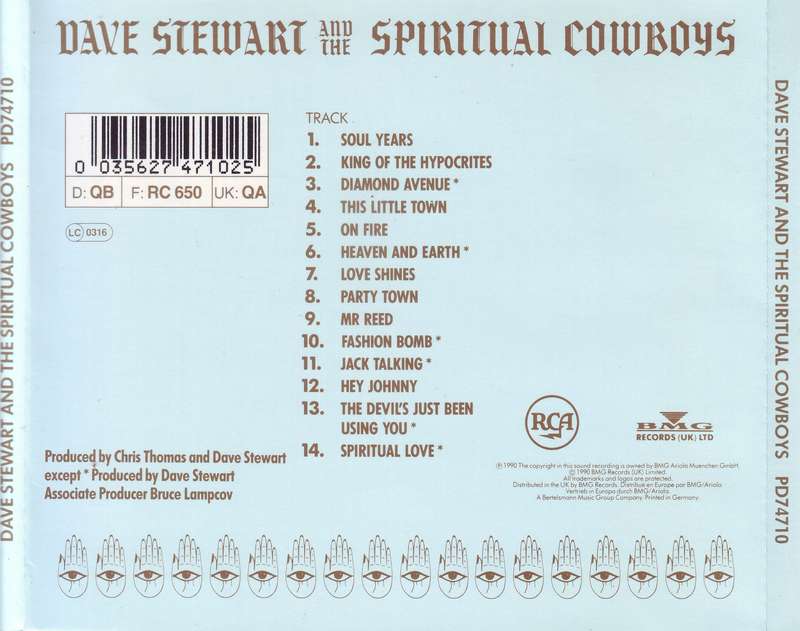 DAVE STEWART AND THE SPIRITUAL COWBOYS
DAVE STEWART AND THE SPIRITUAL COWBOYS PD74710
0 035627 471025
D: QB F: RC 650 UK: QA
LC 0316
TRACK
1. SOUL YEARS
2. KING OF THE HYPOCRITES
3. DIAMOND AVENUE *
4. THIS LITTLE TOWN
5. ON FIRE
6. HEAVEN AND EARTH *
7. LOVE SHINES
8. PARTY TOWN
9. MR REED
10. FASHION BOMB *
11. JACK TALKING *
12. HEY JOHNNY
13. THE DEVIL'S JUST BEEN
USING YOU *
14. SPIRITUAL LOVE *
Produced by Chris Thomas and Dave Stewart
except * Produced by Dave Stewart
Associate Producer Bruce Lampcov
RCA
BMG
RECORDS (UK) LTD
℗ 1990 The copyright in this sound recording is owned by BMG Ariola Muenchen GmbH
© 1990 BMG Records (UK) Limited.
All trademarks and logos are protected.
Distributed in the UK by BMG Records. Distribué en Europe par BMG/Ariola.
Vertrieb in Europa durch BMG/Ariola.
A Bertelsmann Music Group Company. Printed in Germany.
DAVE STEWART AND THE SPIRITUAL COWBOYS PD74710